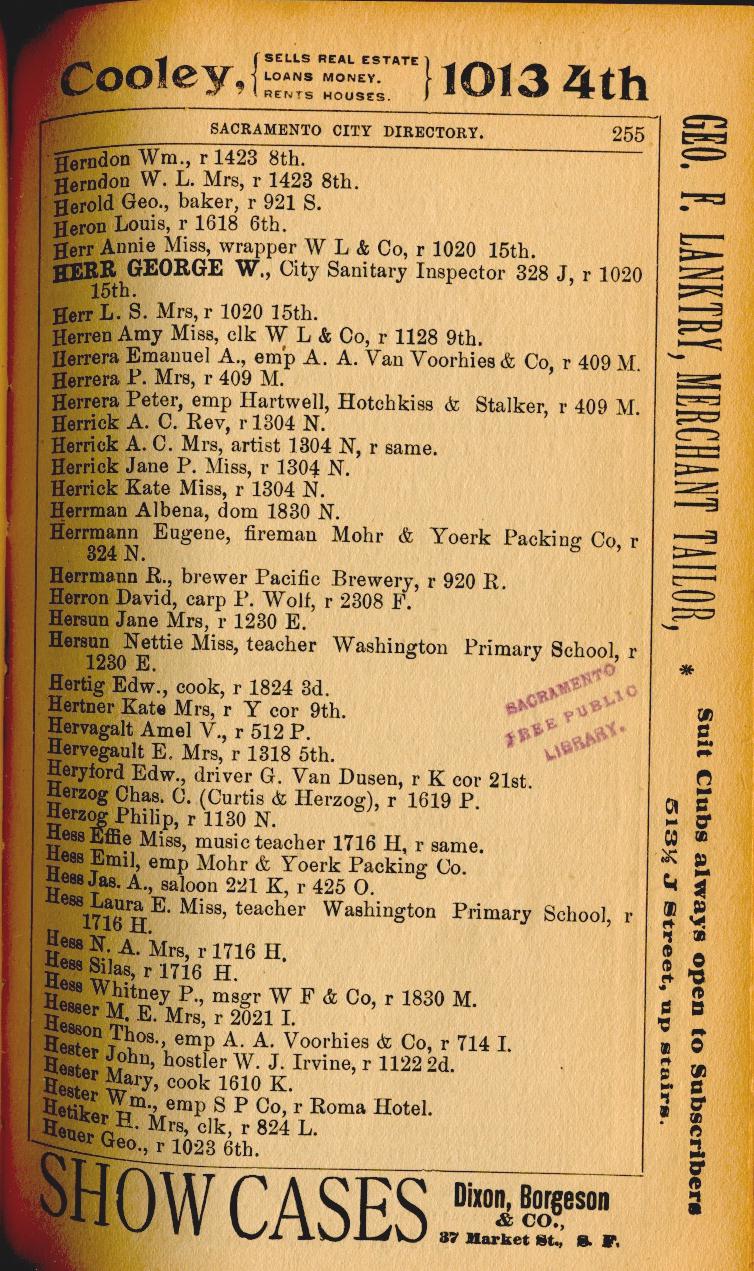 Cooley, { SELLS REAL ESTATE
LOANS MONEY.
RENTS HOUSES. } 1013 4th
SACRAMENTO CITY DIRECTORY. 255
Herndon Wm., r 1423 8th.
Herndon W. L. Mrs, r 1423 8th.
Herold Geo., baker, r 921 S.
Heron Louis, r 1618 6th.
Herr Annie Miss, wrapper W L & Co, r 1020 15th.
HERR GEORGE W., City Sanitary Inspector 328 J, r 1020
15th.
Herr L. S. Mrs, r 1020 15th.
Herren Amy Miss, clk W L & Co, r 1128 9th.
Herrera Emanuel A., emp A. A. Van Voorhies & Co, r 409 M.
Herrera P. Mrs, r 409 M.
Herrera Peter, emp Hartwell, Hotchkiss & Stalker, r 409 M.
Herrick A. C. Rev, r 1304 N.
Herrick A. C. Mrs, artist 1304 N, r same.
Herrick Jane P. Miss, r 1304 N.
Herrick Kate Miss, r 1304 N.
Herrman Albena, dom 1830 N.
Herrmann Eugene, fireman Mohr & Yoerk Packing Co, r
324 N.
Herrmann R., brewer Pacific Brewery, r 920 R.
Herron David, carp P. Wolf, r 2308 F.
Hersun Jane Mrs, r 1230 E.
Hersun Nettie Miss, teacher Washington Primary School, r
1230 E.
Hertig Edw., cook, r 1824 3d.
Hertner Kate Mrs, r Y cor 9th.
Hervagalt Amel V., r 512 P.
Hervegault E. Mrs, r 1318 5th.
Heryford Edw., driver G. Van Dusen, r K cor 21st.
Herzog Chas. C. (Curtis & Herzog), r 1619 P.
Herzog Philip, r 1130 N.
Hess Effie Miss, music teacher 1716 H, r same.
Hess Emil, emp Mohr & Yoerk Packing Co.
Hess Jas. A., saloon 221 K, r 425 O.
Hess Laura E. Miss, teacher Washington Primary School, r
1716 H.
Hess N. A. Mrs, r 1716 H.
Hess Silas, r 1716 H.
Hess Whitney P., msgr W F & Co, r 1830 M.
Hesser M. E. Mrs, r 2021 I.
Hesson Thos., emp A. A. Voorhies & Co, r 714 I.
Hester John, hostler W. J. Irvine, r 1122 2d.
Hester Mary, cook 1610 K.
Hester Wm., emp S P Co, r Roma Hotel.
Hetiker H. Mrs, clk, r 824 L.
Heuer Geo., r 1023 6th.
SACRAMENTO
FREE PUBLIC
LIBRARY.
GEO. F. LANKTRY, MERCHANT TAILOR, * Suit Clubs always open to Subscribers
513½ J Street, up stairs.
SHOW CASES Dixon, Borgeson
& CO.,
37 Market St., S. F.